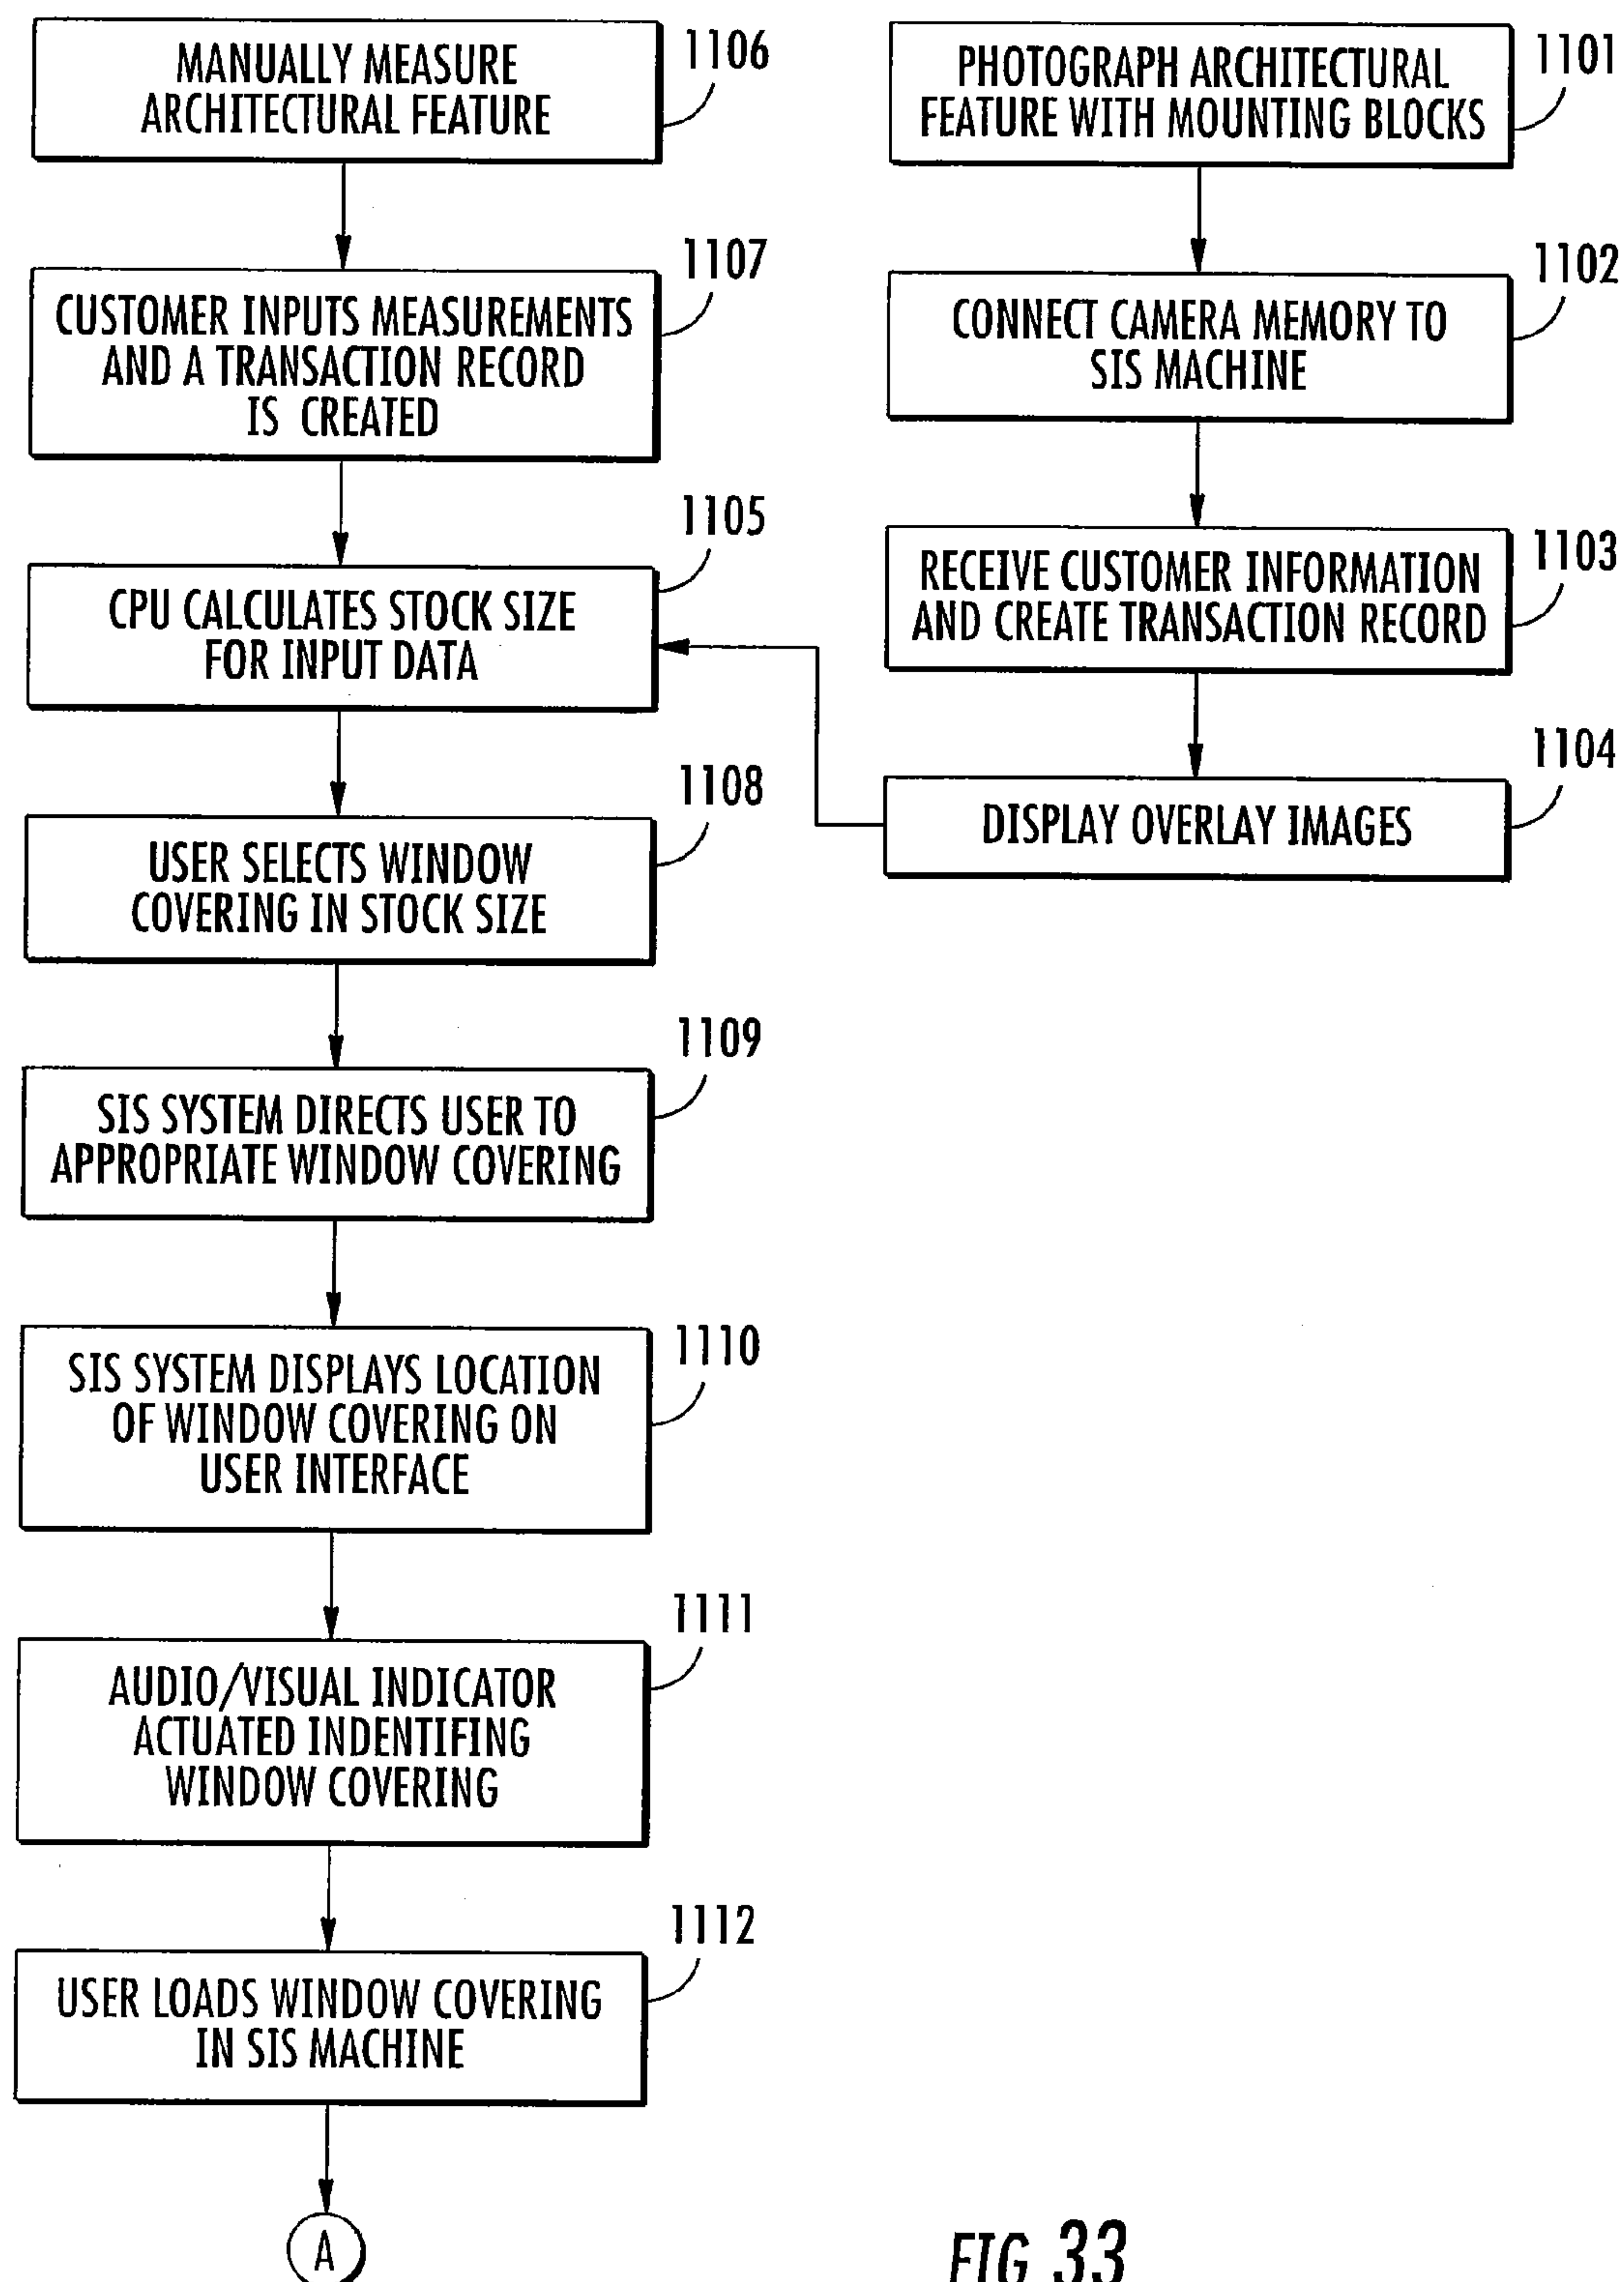 MANUALLY MEASURE
ARCHITECTURAL FEATURE
1106
CUSTOMER INPUTS MEASUREMENTS
AND A TRANSACTION RECORD
IS CREATED
1107
CPU CALCULATES STOCK SIZE
FOR INPUT DATA
1105
USER SELECTS WINDOW
COVERING IN STOCK SIZE
1108
SIS SYSTEM DIRECTS USER TO
APPROPRIATE WINDOW COVERING
1109
SIS SYSTEM DISPLAYS LOCATION
OF WINDOW COVERING ON
USER INTERFACE
1110
AUDIO/VISUAL INDICATOR
ACTUATED INDENTIFING
WINDOW COVERING
1111
USER LOADS WINDOW COVERING
IN SIS MACHINE
1112
A
PHOTOGRAPH ARCHITECTURAL
FEATURE WITH MOUNTING BLOCKS
1101
CONNECT CAMERA MEMORY TO
SIS MACHINE
1102
RECEIVE CUSTOMER INFORMATION
AND CREATE TRANSACTION RECORD
1103
DISPLAY OVERLAY IMAGES
1104
FIG 33